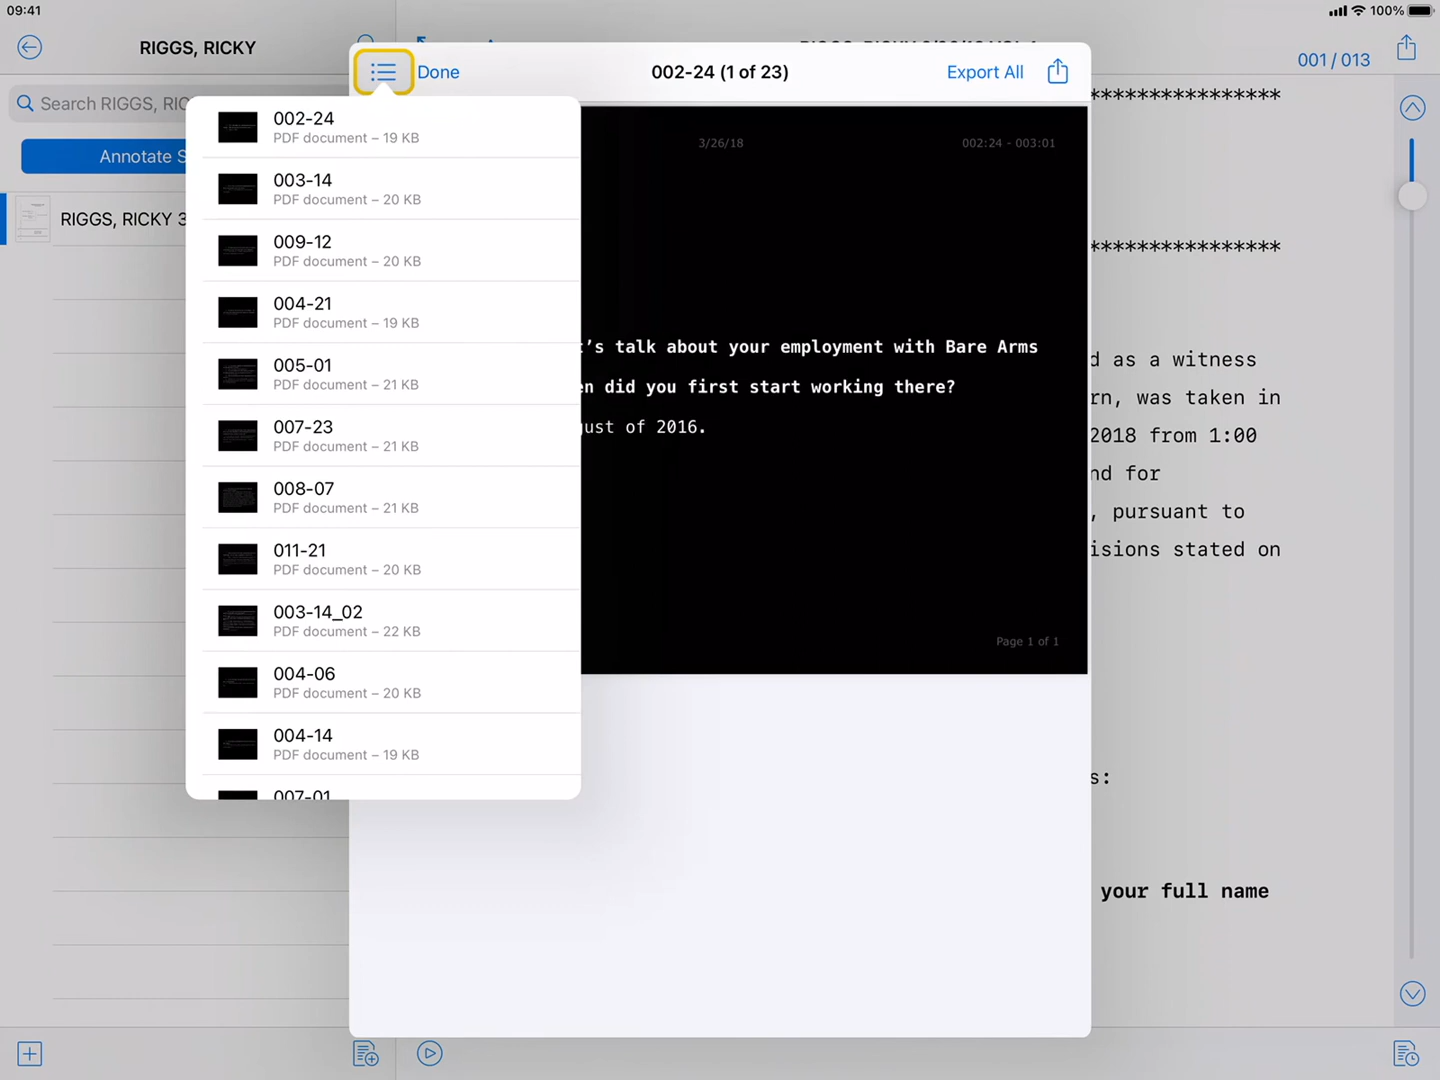 09:41
100%
RIGGS, RICKY
Search RIGGS, RIC
Annotate S
RIGGS, RICKY 3
Done
002-24 (1 of 23)
Export All
001 / 013
002-24
PDF document – 19 KB
003-14
PDF document – 20 KB
009-12
PDF document – 20 KB
004-21
PDF document – 19 KB
005-01
PDF document – 21 KB
007-23
PDF document – 21 KB
008-07
PDF document – 21 KB
011-21
PDF document – 20 KB
003-14_02
PDF document – 22 KB
004-06
PDF document – 20 KB
004-14
PDF document – 19 KB
007-01
3/26/18
002:24 - 003:01
t's talk about your employment with Bare Arms
en did you first start working there?
gust of 2016.
Page 1 of 1
****************
****************
d as a witness
rn, was taken in
2018 from 1:00
nd for
, pursuant to
isions stated on
s:
your full name